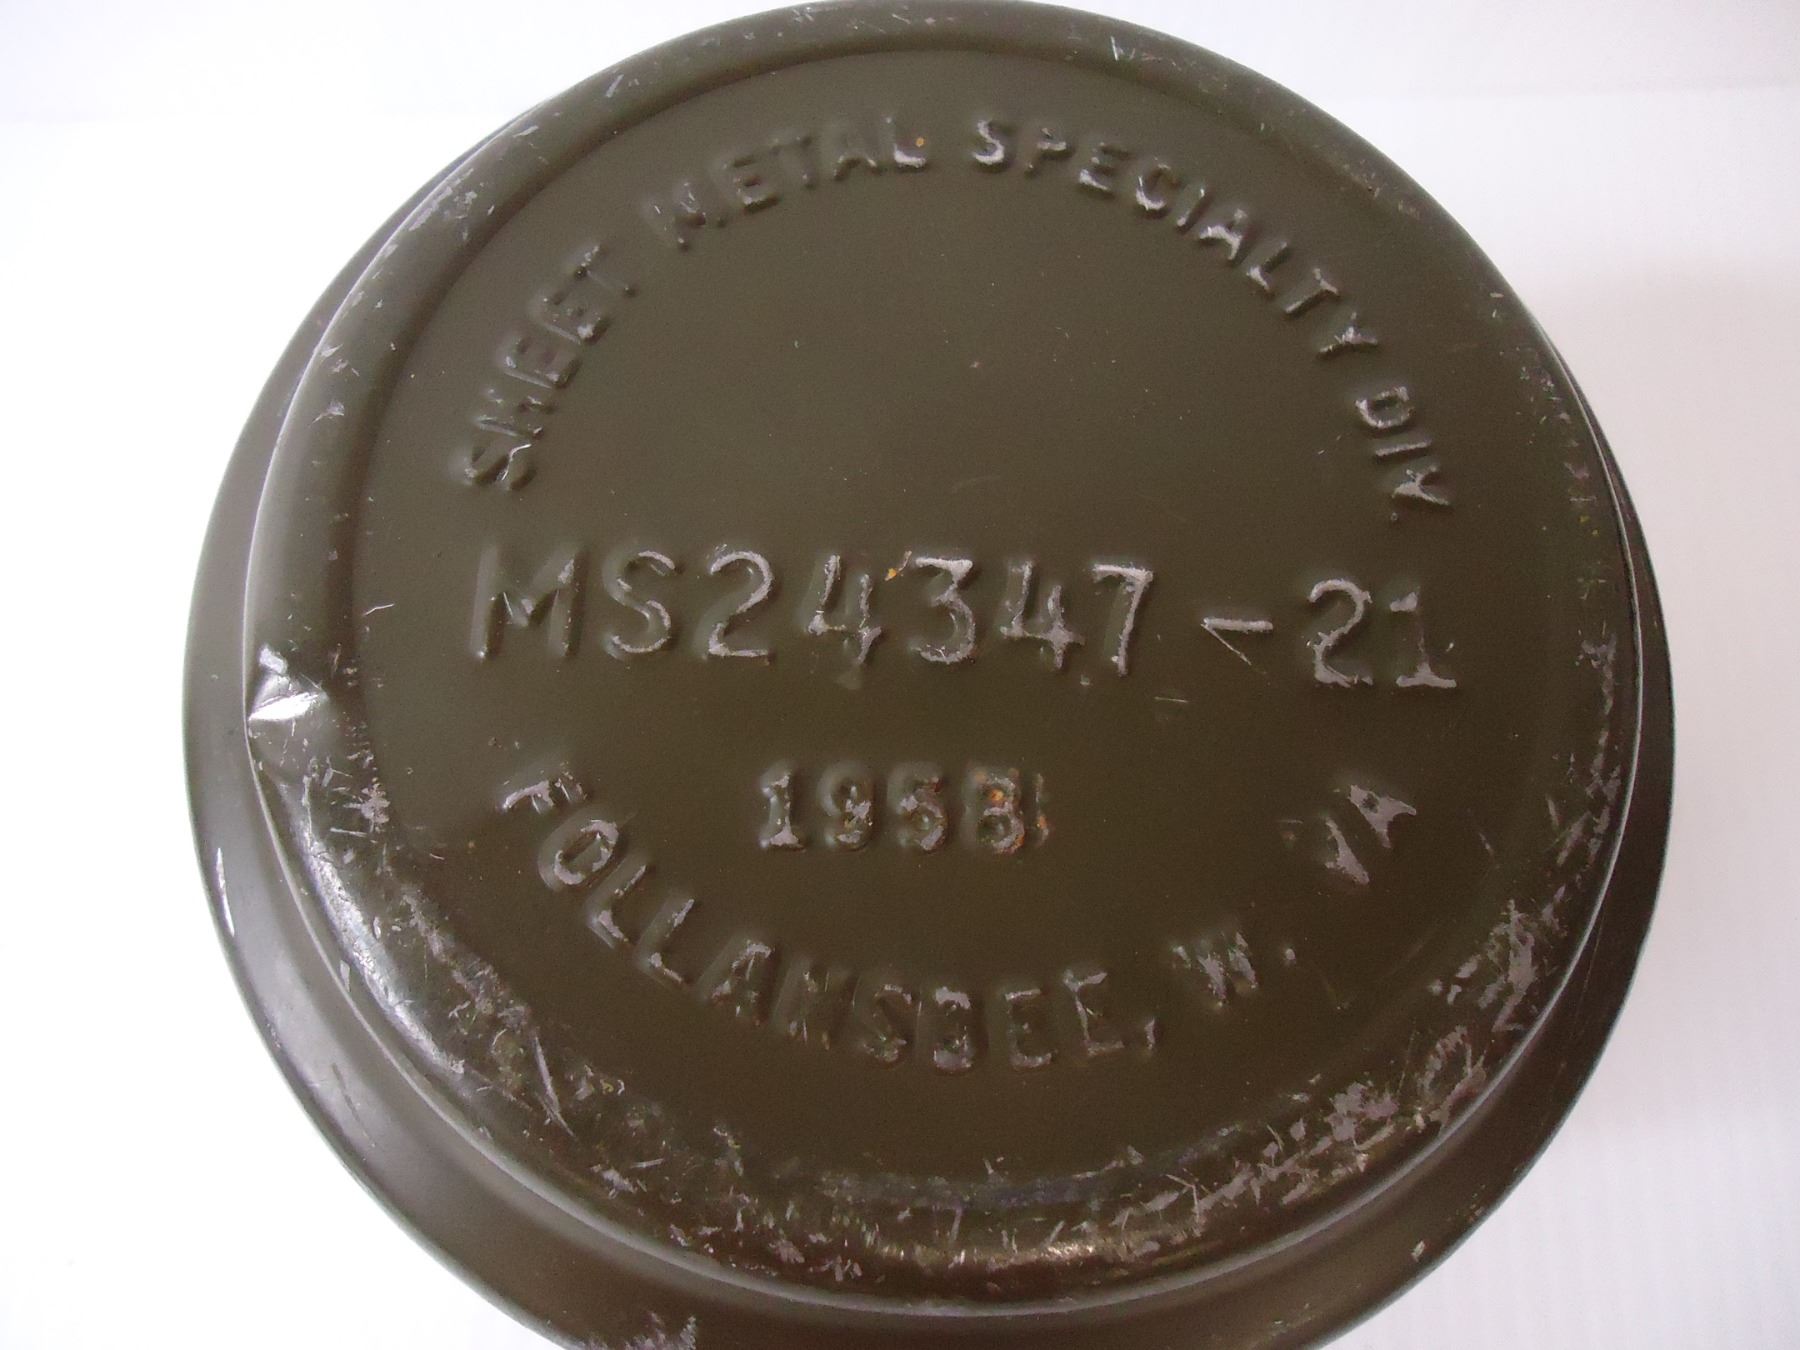 SHEET METAL SPECIALTY DIV.
MS24347-21
1958
FOLLANSBEE, W. VA